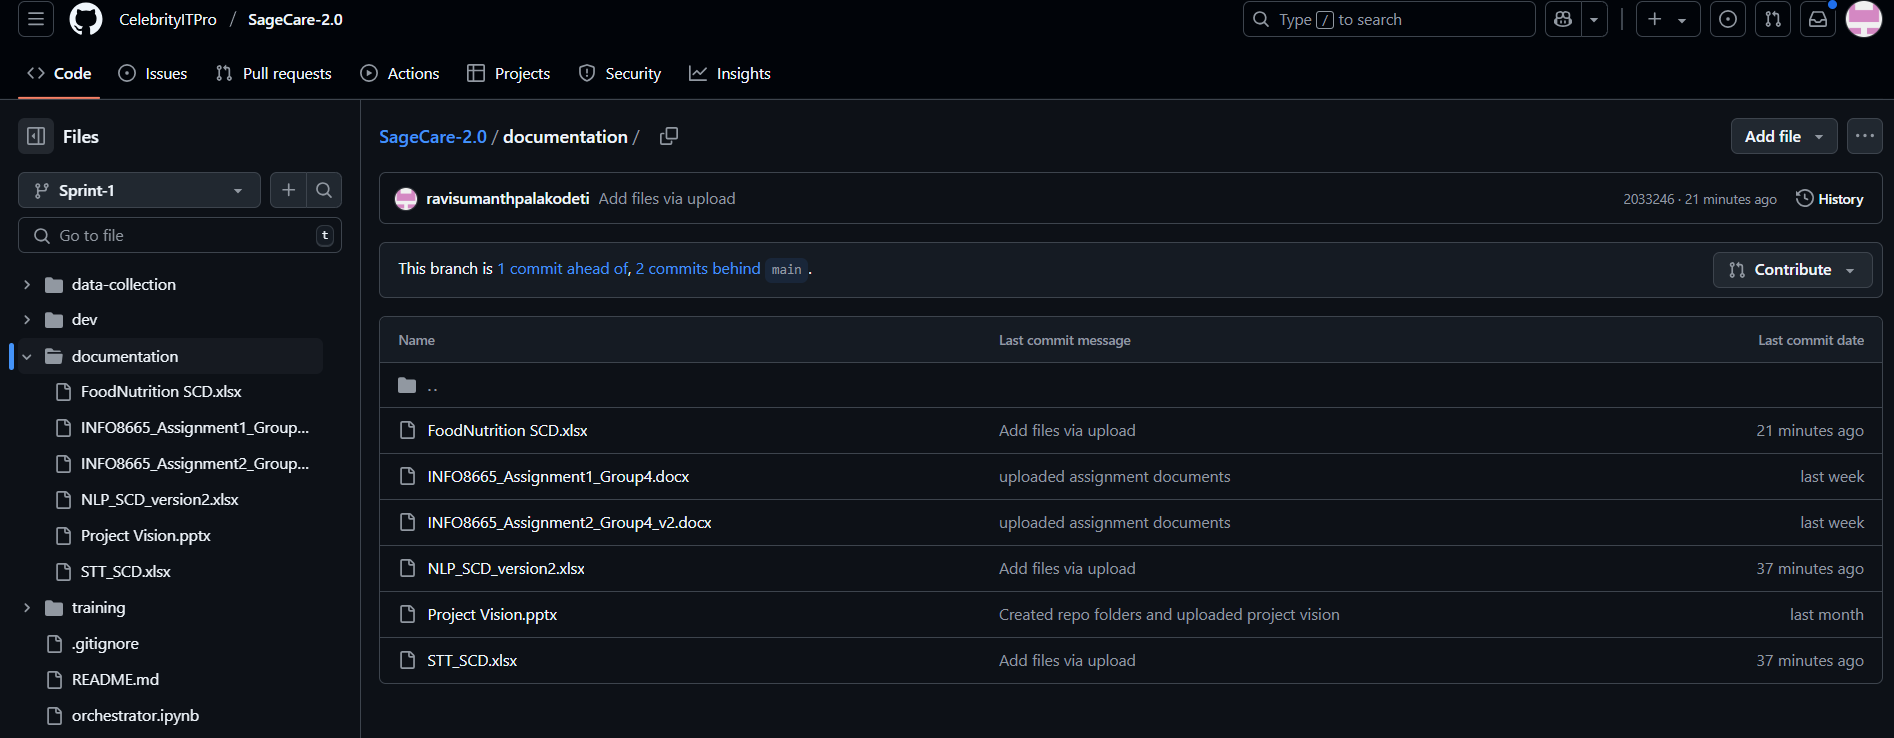 CelebrityITPro / SageCare-2.0
Type / to search
Code
Issues
Pull requests
Actions
Projects
Security
Insights
Files
Sprint-1
Go to file
t
data-collection
dev
documentation
FoodNutrition SCD.xlsx
INFO8665_Assignment1_Group...
INFO8665_Assignment2_Group...
NLP_SCD_version2.xlsx
Project Vision.pptx
STT_SCD.xlsx
training
.gitignore
README.md
orchestrator.ipynb
SageCare-2.0 / documentation /
Add file
ravisumanthpalakodeti Add files via upload
2033246 · 21 minutes ago
History
This branch is 1 commit ahead of, 2 commits behind main .
Contribute
Name Last commit message Last commit date
..
FoodNutrition SCD.xlsx Add files via upload 21 minutes ago
INFO8665_Assignment1_Group4.docx uploaded assignment documents last week
INFO8665_Assignment2_Group4_v2.docx uploaded assignment documents last week
NLP_SCD_version2.xlsx Add files via upload 37 minutes ago
Project Vision.pptx Created repo folders and uploaded project vision last month
STT_SCD.xlsx Add files via upload 37 minutes ago